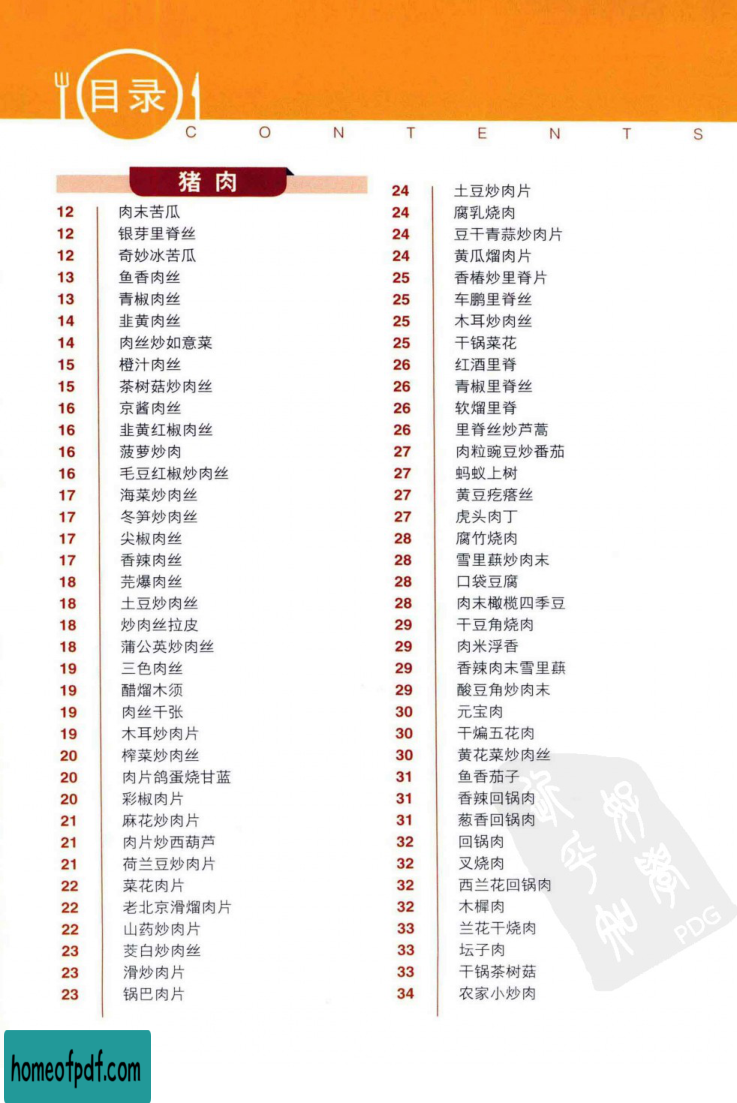 目录
CONTENTS
猪肉
12 肉末苦瓜
12 银芽里脊丝
12 奇妙冰苦瓜
13 鱼香肉丝
13 青椒肉丝
14 韭黄肉丝
14 肉丝炒如意菜
15 橙汁肉丝
15 茶树菇炒肉丝
16 京酱肉丝
16 韭黄红椒肉丝
16 菠萝炒肉
16 毛豆红椒炒肉丝
17 海菜炒肉丝
17 冬笋炒肉丝
17 尖椒肉丝
17 香辣肉丝
18 芫爆肉丝
18 土豆炒肉丝
18 炒肉丝拉皮
18 蒲公英炒肉丝
19 三色肉丝
19 醋熘木须
19 肉丝干张
19 木耳炒肉片
20 榨菜炒肉丝
20 肉片鸽蛋烧甘蓝
20 彩椒肉片
21 麻花炒肉片
21 肉片炒西葫芦
21 荷兰豆炒肉片
22 菜花肉片
22 老北京滑熘肉片
22 山药炒肉片
23 茭白炒肉丝
23 滑炒肉片
23 锅巴肉片
24 土豆炒肉片
24 腐乳烧肉
24 豆干青蒜炒肉片
24 黄瓜熘肉片
25 香椿炒里脊片
25 车鹏里脊丝
25 木耳炒肉丝
25 干锅菜花
26 红酒里脊
26 青椒里脊丝
26 软熘里脊
26 里脊丝炒芦蒿
27 肉粒豌豆炒番茄
27 蚂蚁上树
27 黄豆疙瘩丝
27 虎头肉丁
28 腐竹烧肉
28 雪里蕻炒肉末
28 口袋豆腐
28 肉末橄榄四季豆
29 干豆角烧肉
29 肉米浮香
29 香辣肉末雪里蕻
29 酸豆角炒肉末
30 元宝肉
30 干煸五花肉
30 黄花菜炒肉丝
31 鱼香茄子
31 香辣回锅肉
31 葱香回锅肉
32 回锅肉
32 叉烧肉
32 西兰花回锅肉
32 木樨肉
33 兰花干烧肉
33 坛子肉
33 干锅茶树菇
34 农家小炒肉
PDG
homeofpdf.com